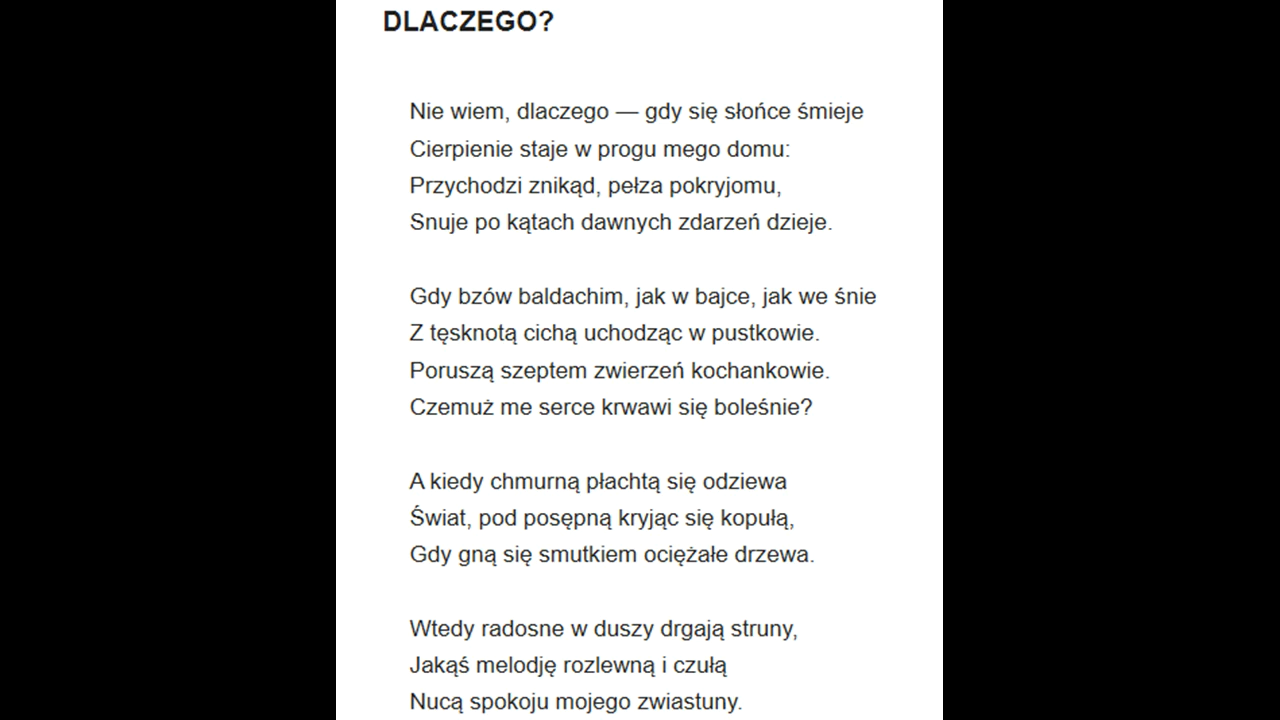 DLACZEGO?
Nie wiem, dlaczego — gdy się słońce śmieje
Cierpienie staje w progu mego domu:
Przychodzi znikąd, pełza pokryjomu,
Snuje po kątach dawnych zdarzeń dzieje.
Gdy bzów baldachim, jak w bajce, jak we śnie
Z tęsknotą cichą uchodząc w pustkowie.
Poruszą szeptem zwierzeń kochankowie.
Czemuż me serce krwawi się boleśnie?
A kiedy chmurną płachtą się odziewa
Świat, pod posępną kryjąc się kopułą,
Gdy gną się smutkiem ociężałe drzewa.
Wtedy radosne w duszy drgają struny,
Jakąś melodję rozlewną i czułą
Nucą spokoju mojego zwiastuny.